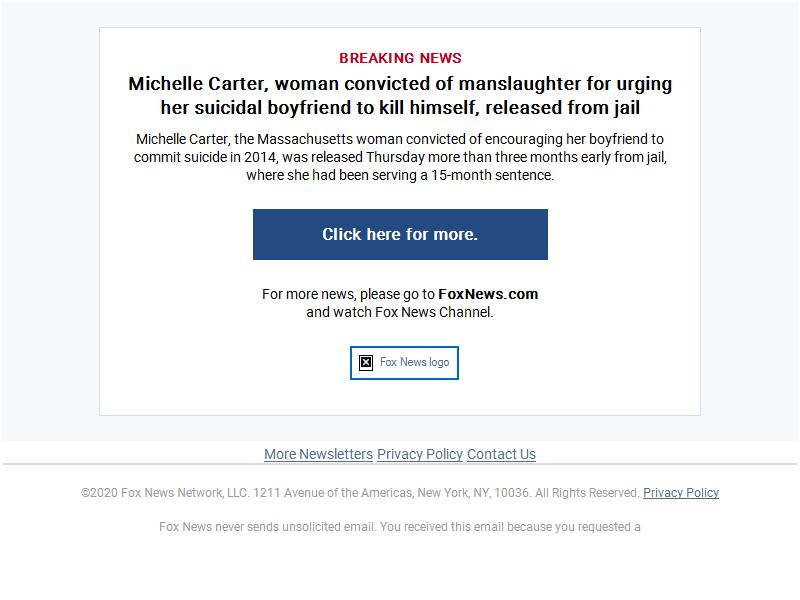 BREAKING NEWS
Michelle Carter, woman convicted of manslaughter for urging
her suicidal boyfriend to kill himself, released from jail
Michelle Carter, the Massachusetts woman convicted of encouraging her boyfriend to
commit suicide in 2014, was released Thursday more than three months early from jail,
where she had been serving a 15-month sentence.
Click here for more.
For more news, please go to FoxNews.com
and watch Fox News Channel.
Fox News logo
More Newsletters Privacy Policy Contact Us
©2020 Fox News Network, LLC. 1211 Avenue of the Americas, New York, NY, 10036. All Rights Reserved. Privacy Policy
Fox News never sends unsolicited email. You received this email because you requested a